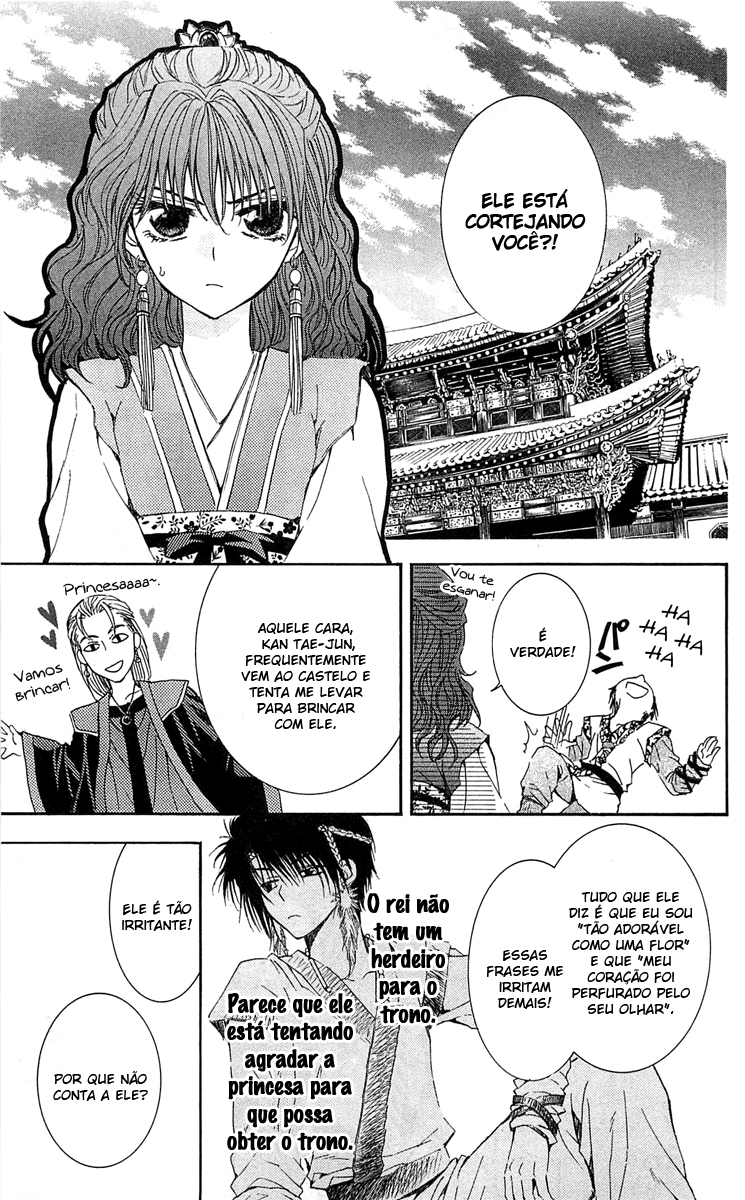 ELE ESTÁ
CORTEJANDO
VOCÊ?!
Vou te
esganar!
É
VERDADE!
パン
HA
HA HA
HA
AQUELE CARA,
KAN TAE-JUN,
FREQUENTEMENTE
VEM AO CASTELO E
TENTA ME LEVAR
PARA BRINCAR
COM ELE.
Princesaaaa~.
Vamos
Brincar!
TUDO QUE ELE
DIZ É QUE EU SOU
"TÃO ADORÁVEL
COMO UMA FLOR"
E QUE "MEU
CORAÇÃO FOI
PERFURADO PELO
SEU OLHAR".
ESSAS
FRASES ME
IRRITAM
DEMAIS!
O rei não
tem um
herdeiro
para o
trono.
Parece que ele
está tentando
agradar a
princesa para
que possa
obter o trono.
ELE É TÃO
IRRITANTE!
POR QUE NÃO
CONTA A ELE?